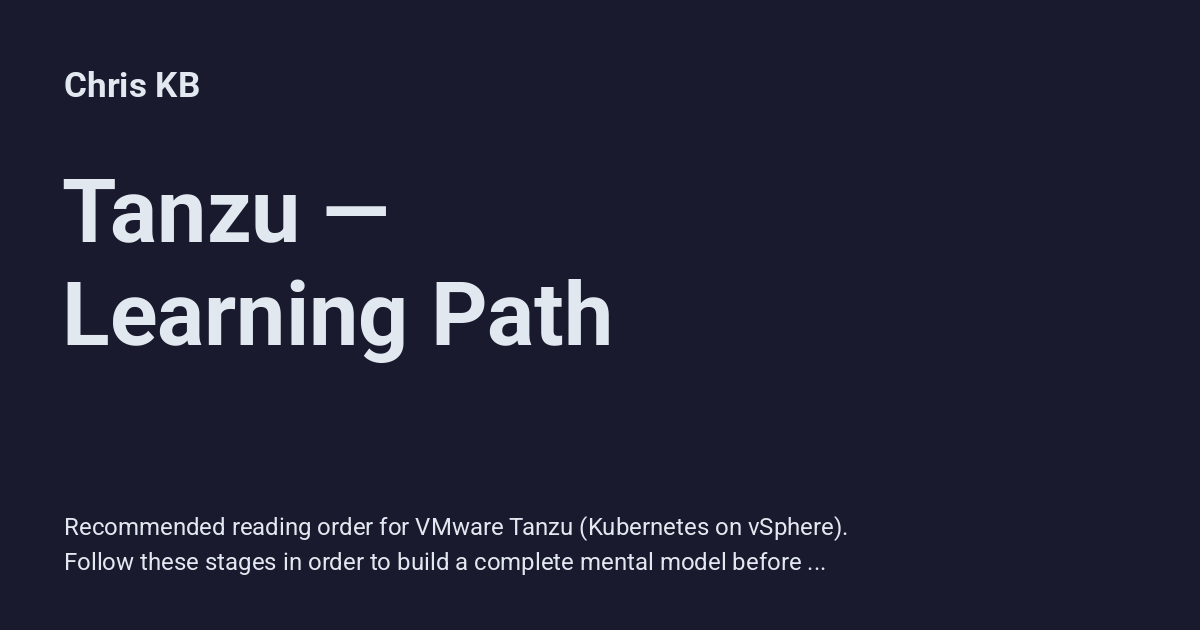 Chris KB
Tanzu —
Learning Path
Recommended reading order for VMware Tanzu (Kubernetes on vSphere).
Follow these stages in order to build a complete mental model before ...